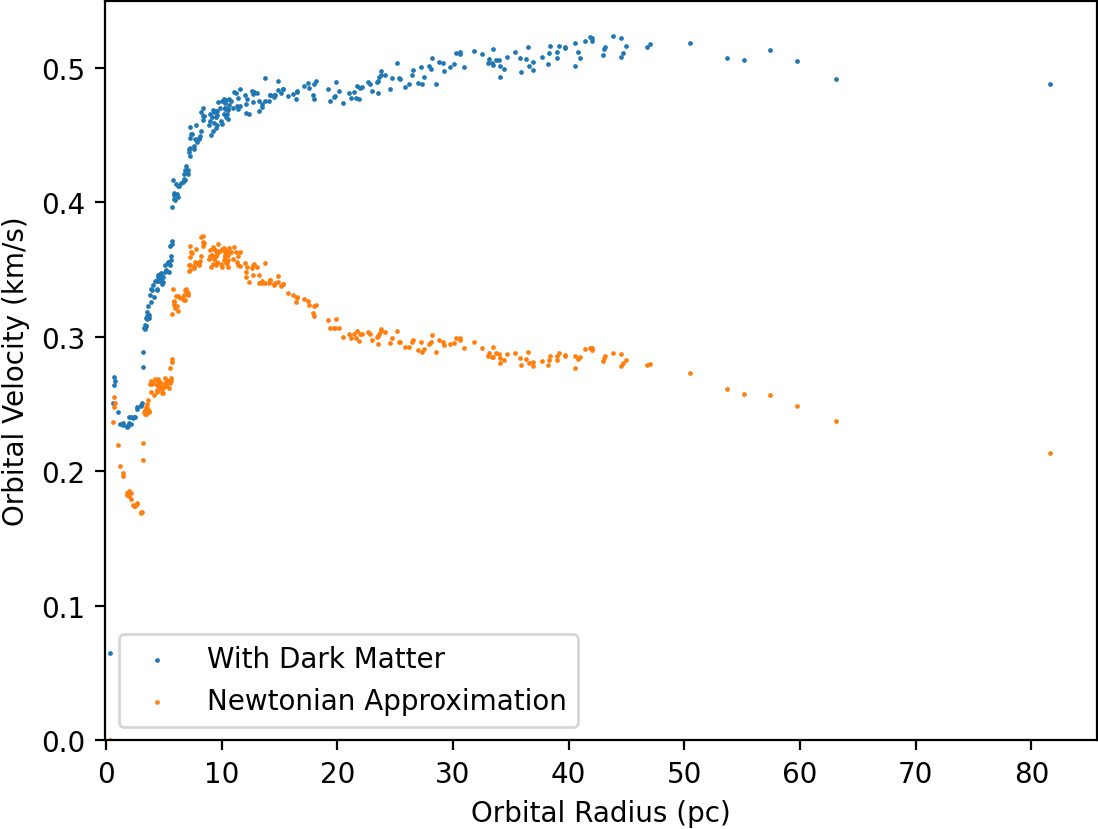 0.5
0.4
0.3
0.2
0.1
0.0
Orbital Velocity (km/s)
With Dark Matter
Newtonian Approximation
0 10 20 30 40 50 60 70 80
Orbital Radius (pc)